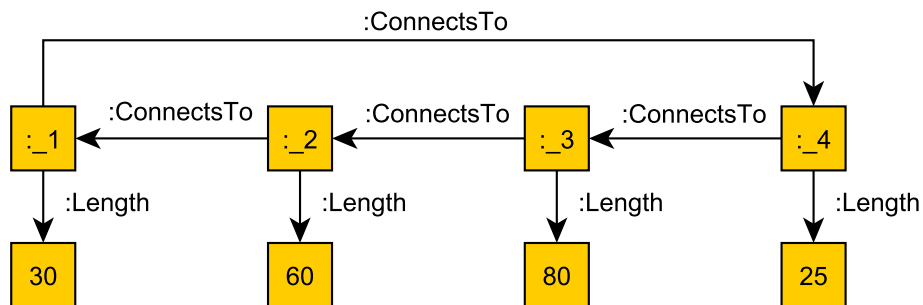 :ConnectsTo
:ConnectsTo :ConnectsTo :ConnectsTo
:_1 :_2 :_3 :_4
:Length :Length :Length :Length
30 60 80 25